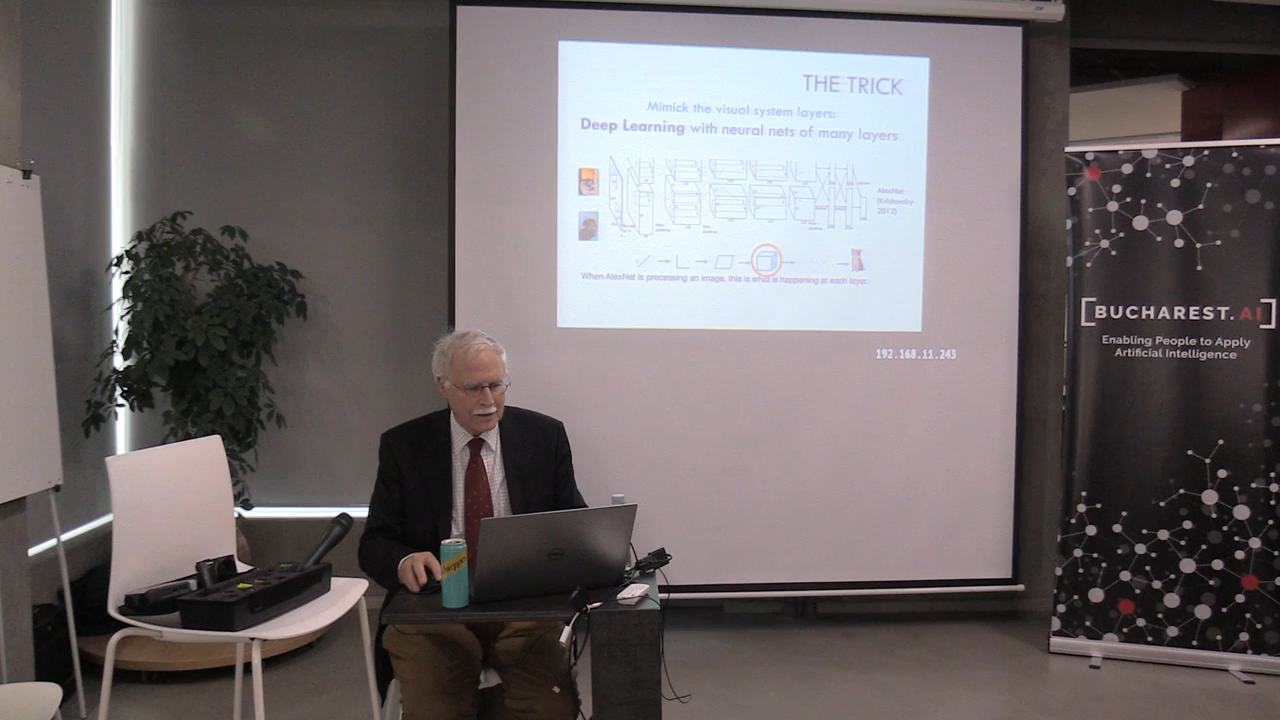 THE TRICK
Mimick the visual system layers:
Deep Learning with neural nets of many layers
AlexNet
(Krizhevsky
2012)
When AlexNet is processing an image, this is what is happening at each layer.
192.168.11.243
[BUCHAREST.AI]
Enabling People to Apply
Artificial Intelligence
DELL